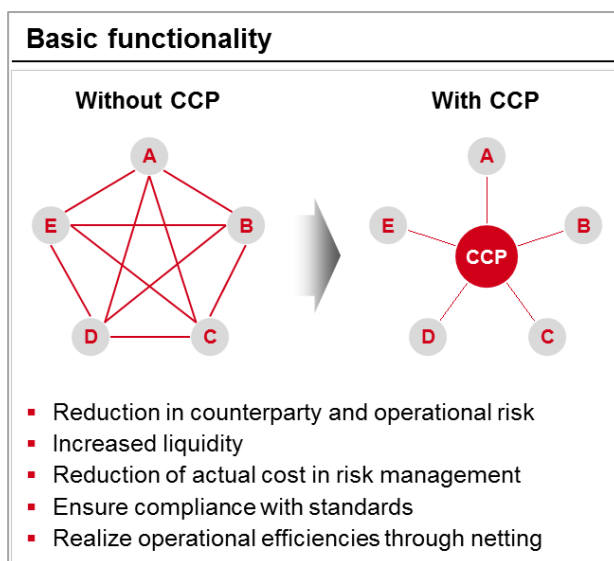 Basic functionality
Without CCP
With CCP
A
E
B
D
C
A
E
B
CCP
D
C
Reduction in counterparty and operational risk
Increased liquidity
Reduction of actual cost in risk management
Ensure compliance with standards
Realize operational efficiencies through netting